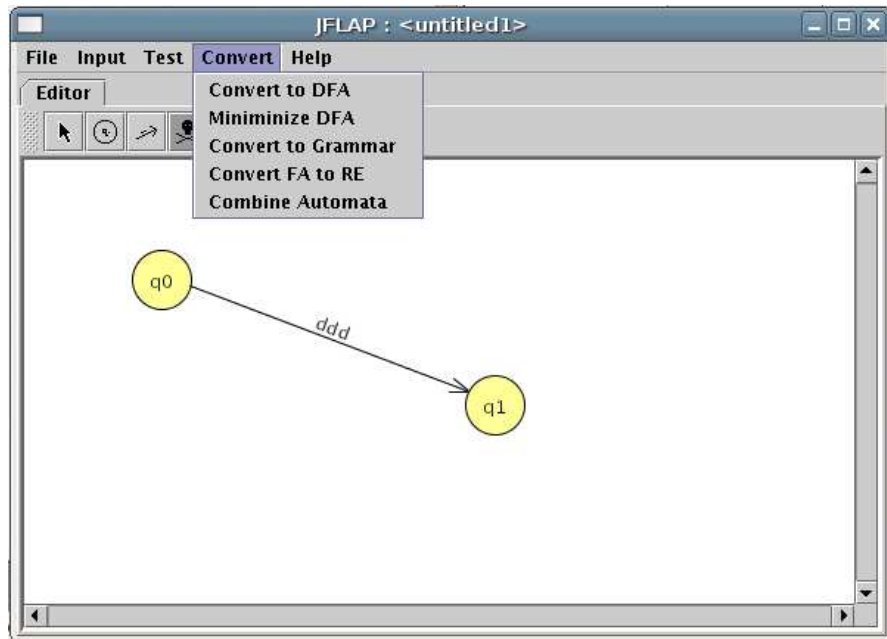 JFLAP : <untitled1>
File Input Test Convert Help
Editor
Convert to DFA
Miniminize DFA
Convert to Grammar
Convert FA to RE
Combine Automata
q0
ddd
q1